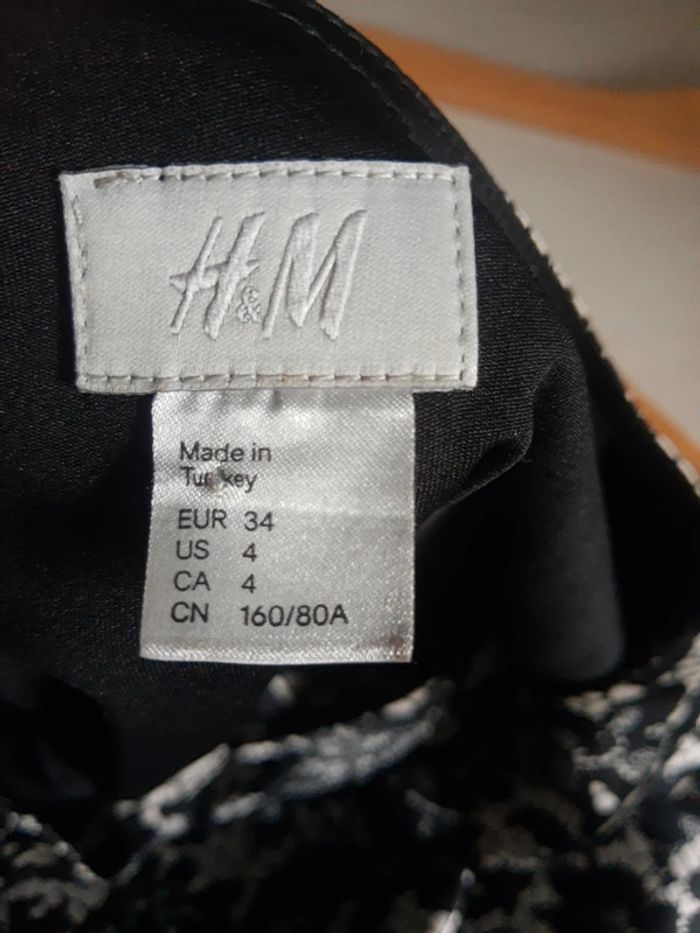 H&M
Made in
Turkey
EUR 34
US 4
CA 4
CN 160/80A